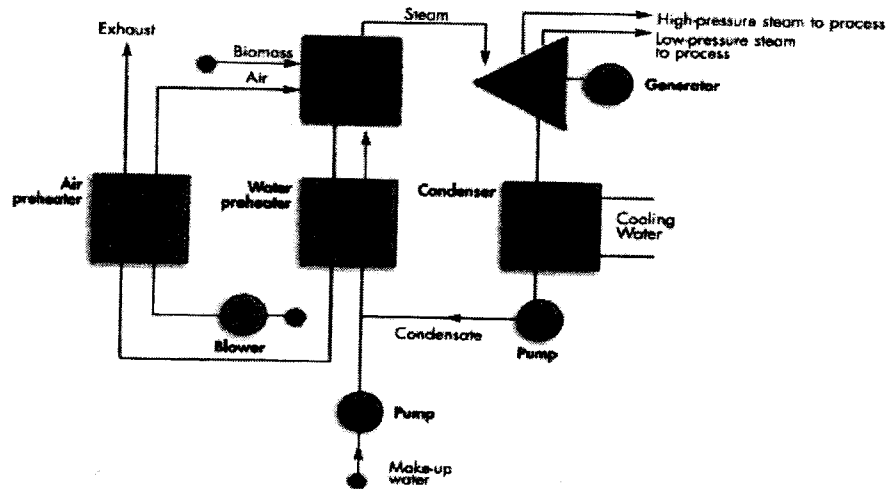 Steam
High-pressure steam to process
Low-pressure steam
to process
Exhaust
Biomass
Air
Generator
Air
preheater
Water
preheater
Condenser
Cooling
Water
Blower
Condensate
Pump
Pump
Make-up
water